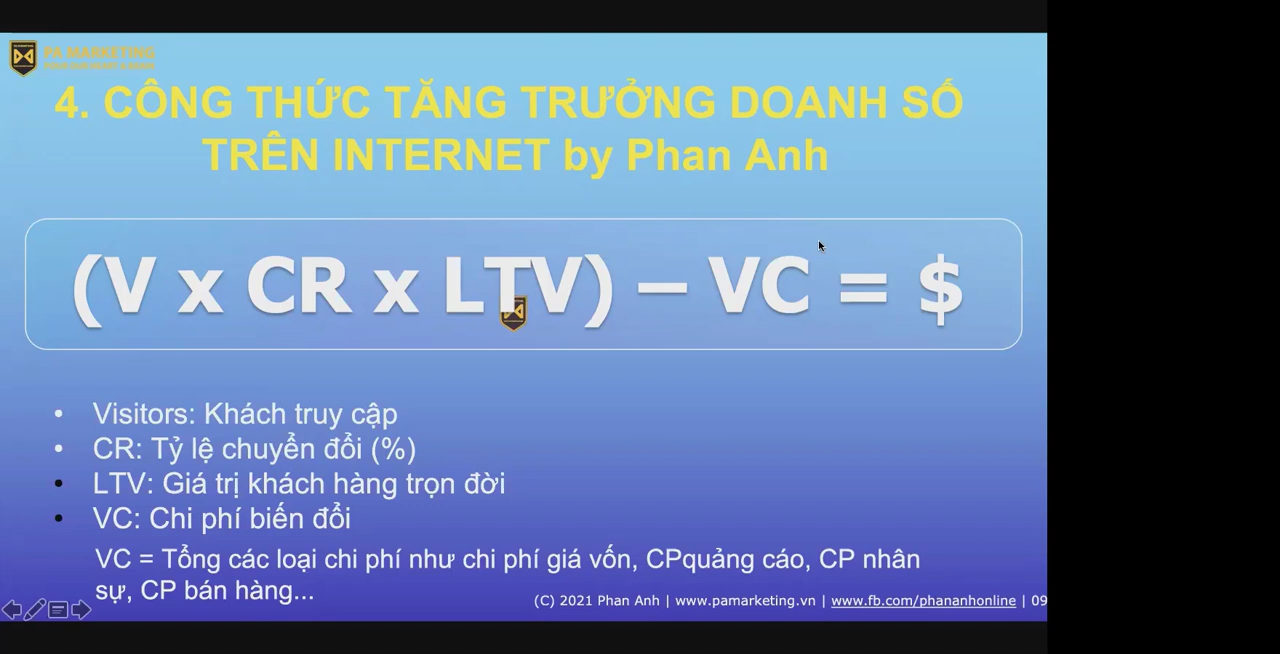 PA MARKETING
4. CÔNG THỨC TĂNG TRƯỞNG DOANH SỐ
TRÊN INTERNET by Phan Anh
(V x CR x LTV) – VC = $
• Visitors: Khách truy cập
• CR: Tỷ lệ chuyển đổi (%)
• LTV: Giá trị khách hàng trọn đời
• VC: Chi phí biến đổi
VC = Tổng các loại chi phí như chi phí giá vốn, CPquảng cáo, CP nhân
sự, CP bán hàng...
(C) 2021 Phan Anh | www.pamarketing.vn | www.fb.com/phananhonline | 09